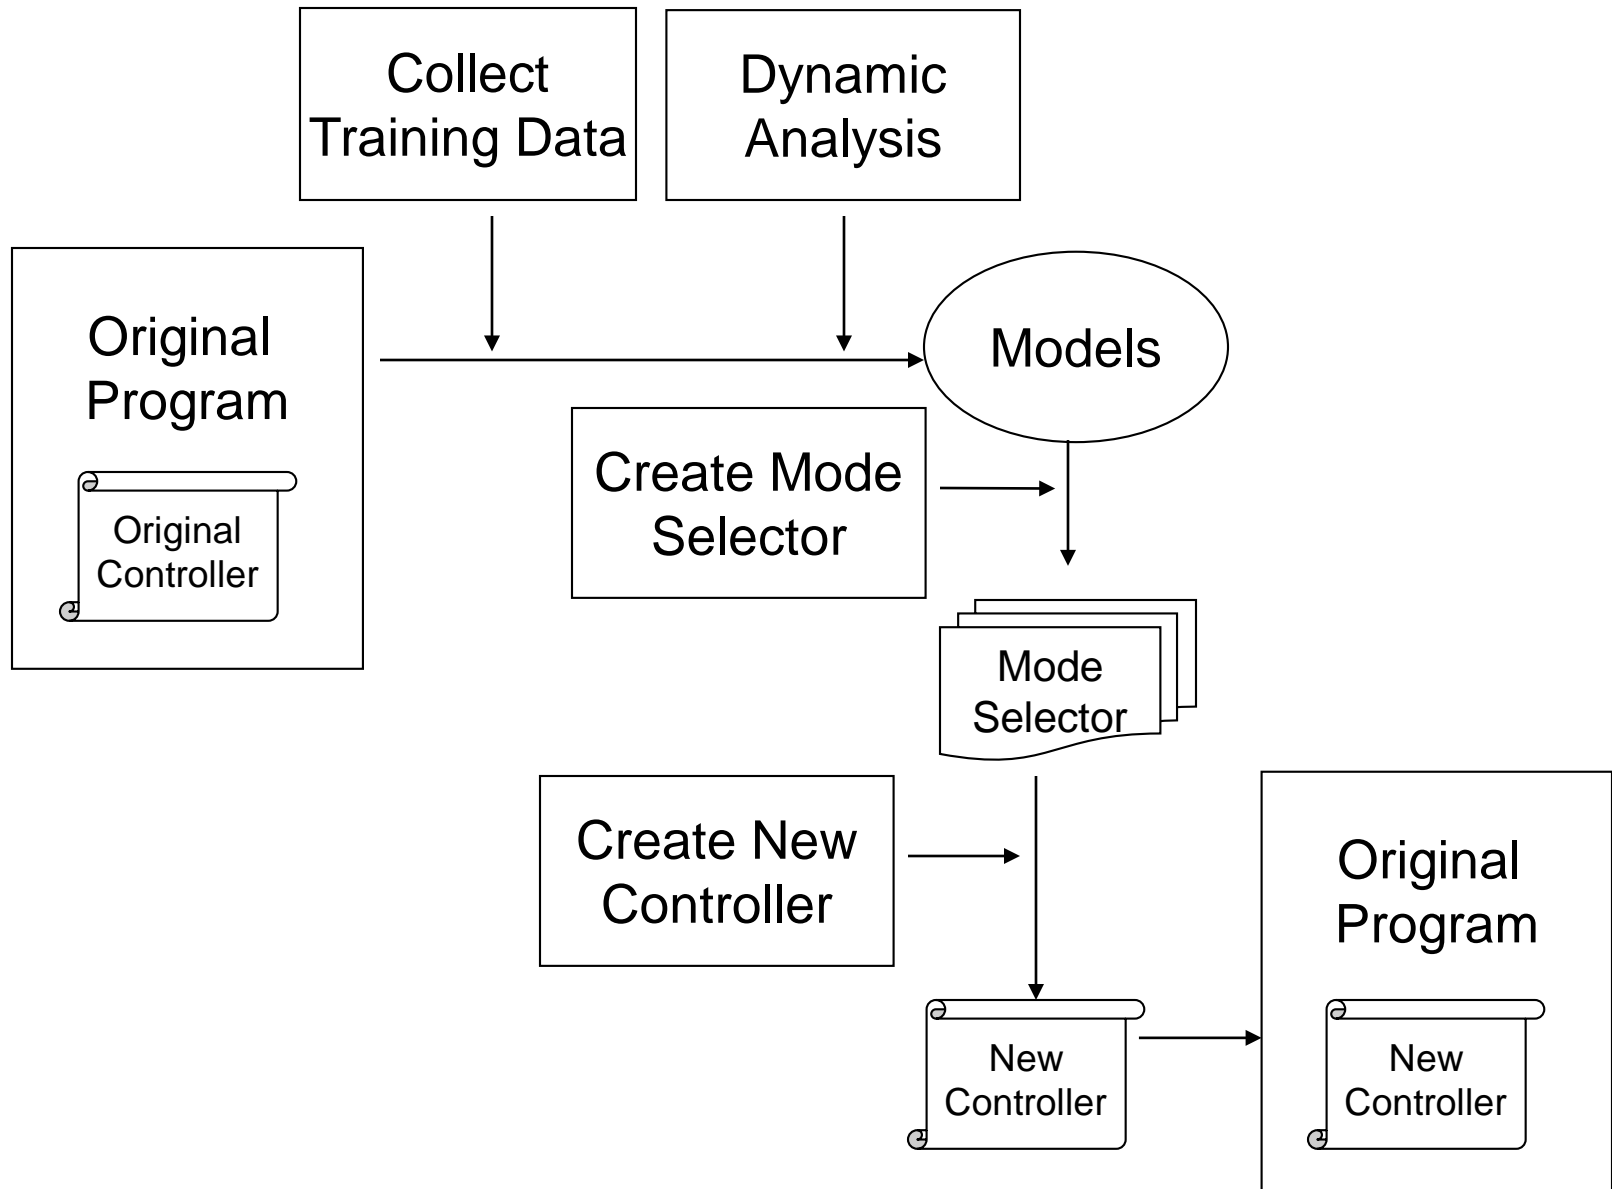 Collect
Training Data
Dynamic
Analysis
Original
Program
Original
Controller
Models
Create Mode
Selector
Mode
Selector
Create New
Controller
New
Controller
Original
Program
New
Controller